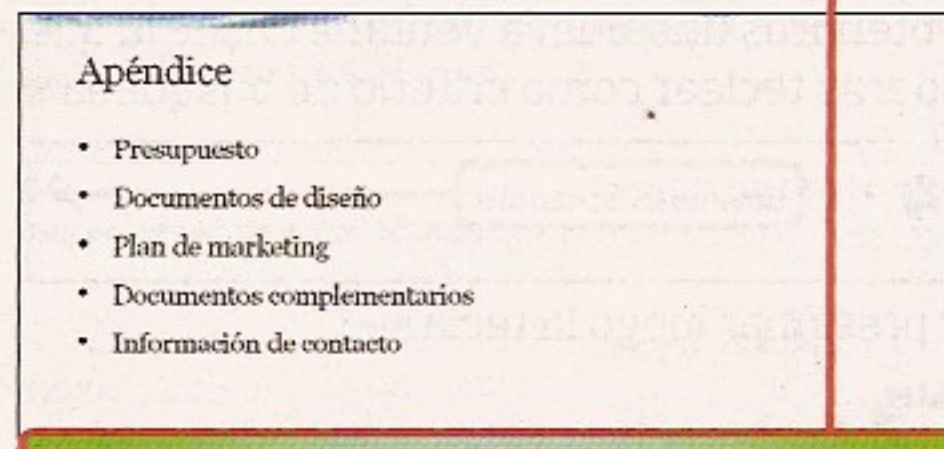 Apéndice
• Presupuesto
• Documentos de diseño
• Plan de marketing
• Documentos complementarios
• Información de contacto